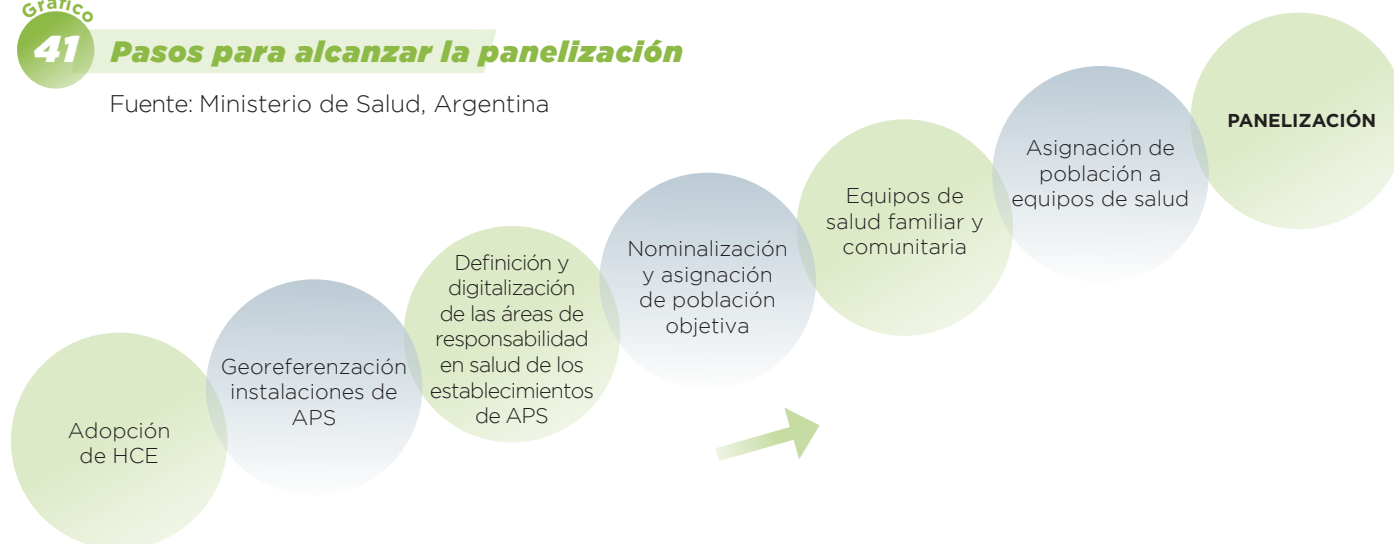 Gráfico
41 Pasos para alcanzar la panelización
Fuente: Ministerio de Salud, Argentina
Adopción
de HCE
Georeferenzación
instalaciones de
APS
Definición y
digitalización
de las áreas de
responsabilidad
en salud de los
establecimientos
de APS
Nominalización
y asignación
de población
objetiva
Equipos de
salud familiar y
comunitaria
Asignación de
población a
equipos de salud
PANELIZACIÓN